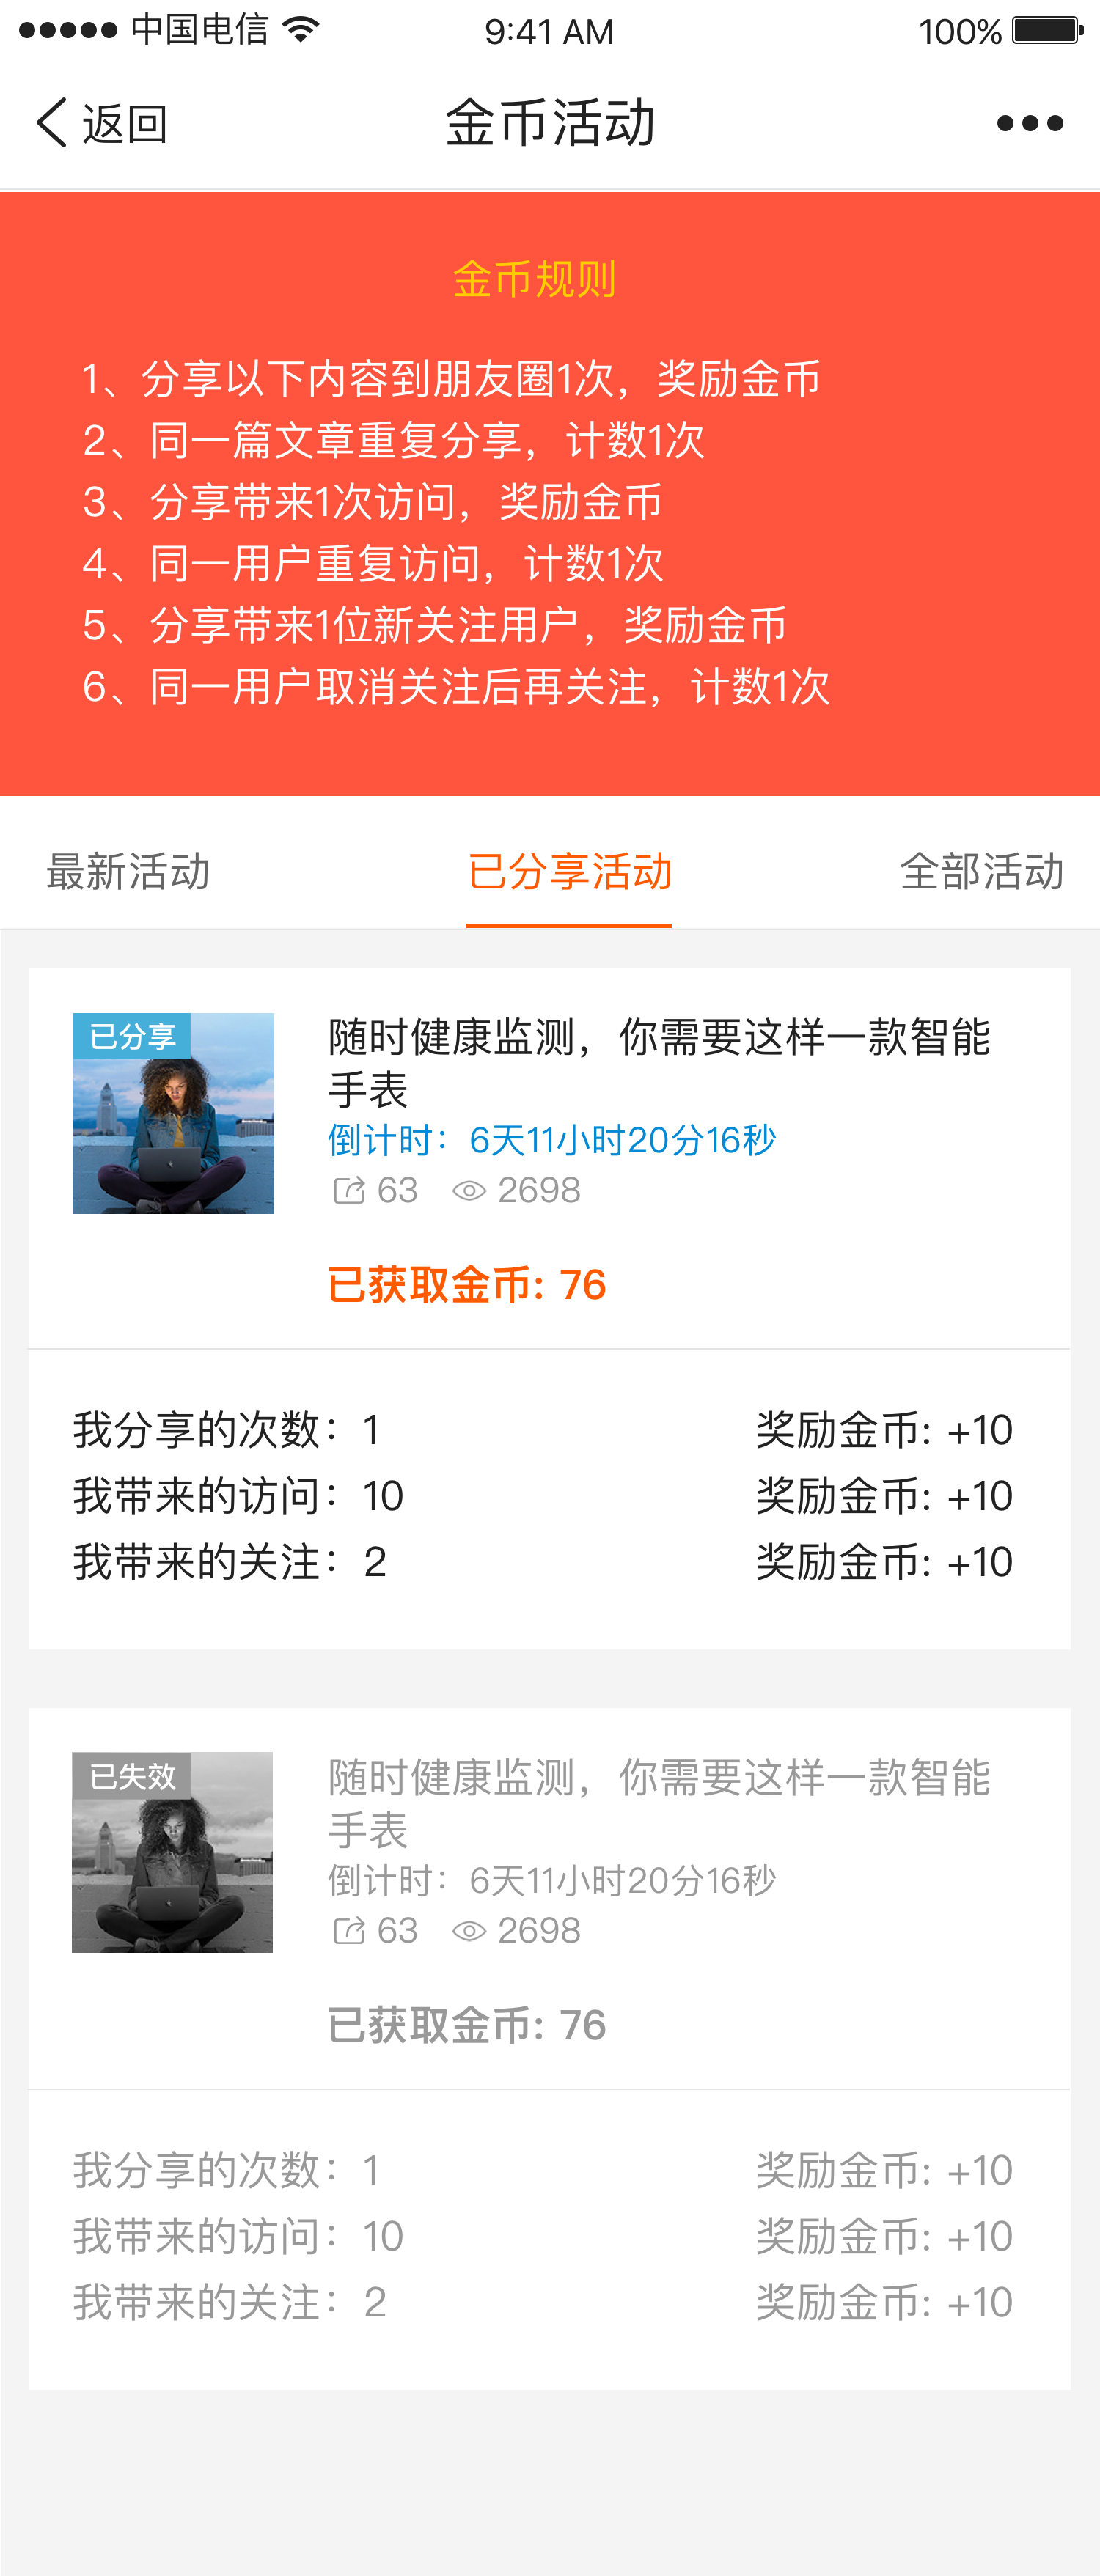 中国电信 9:41 AM 100%
返回 金币活动
金币规则
1、分享以下内容到朋友圈1次，奖励金币
2、同一篇文章重复分享，计数1次
3、分享带来1次访问，奖励金币
4、同一用户重复访问，计数1次
5、分享带来1位新关注用户，奖励金币
6、同一用户取消关注后再关注，计数1次
最新活动 已分享活动 全部活动
已分享
随时健康监测，你需要这样一款智能
手表
倒计时：6天11小时20分16秒
63 2698
已获取金币: 76
我分享的次数：1 奖励金币: +10
我带来的访问：10 奖励金币: +10
我带来的关注：2 奖励金币: +10
已失效
随时健康监测，你需要这样一款智能
手表
倒计时：6天11小时20分16秒
63 2698
已获取金币: 76
我分享的次数：1 奖励金币: +10
我带来的访问：10 奖励金币: +10
我带来的关注：2 奖励金币: +10